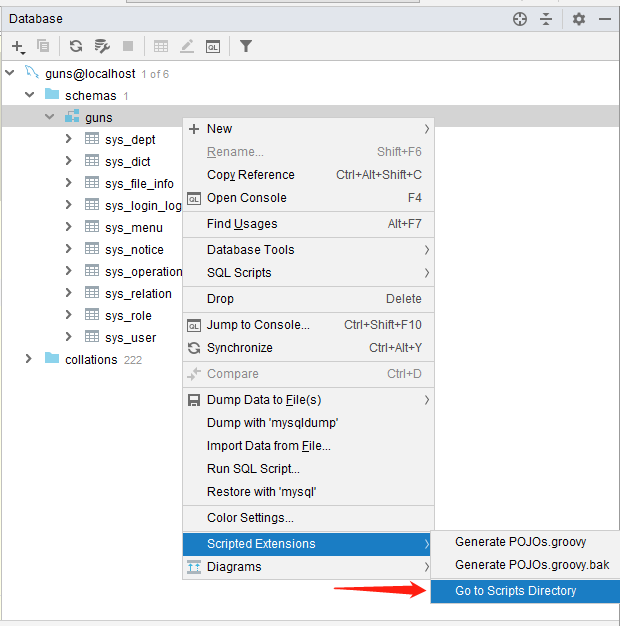 Database
guns@localhost 1 of 6
schemas 1
guns
sys_dept
sys_dict
sys_file_info
sys_login_log
sys_menu
sys_notice
sys_operation
sys_relation
sys_role
sys_user
collations 222
New
Rename... Shift+F6
Copy Reference Ctrl+Alt+Shift+C
QL Open Console F4
Find Usages Alt+F7
Database Tools
SQL Scripts
Drop Delete
QL Jump to Console... Ctrl+Shift+F10
Synchronize Ctrl+Alt+Y
Compare Ctrl+D
Dump Data to File(s)
Dump with 'mysqldump'
Import Data from File...
Run SQL Script...
Restore with 'mysql'
Color Settings...
Scripted Extensions
Diagrams
Generate POJOs.groovy
Generate POJOs.groovy.bak
Go to Scripts Directory